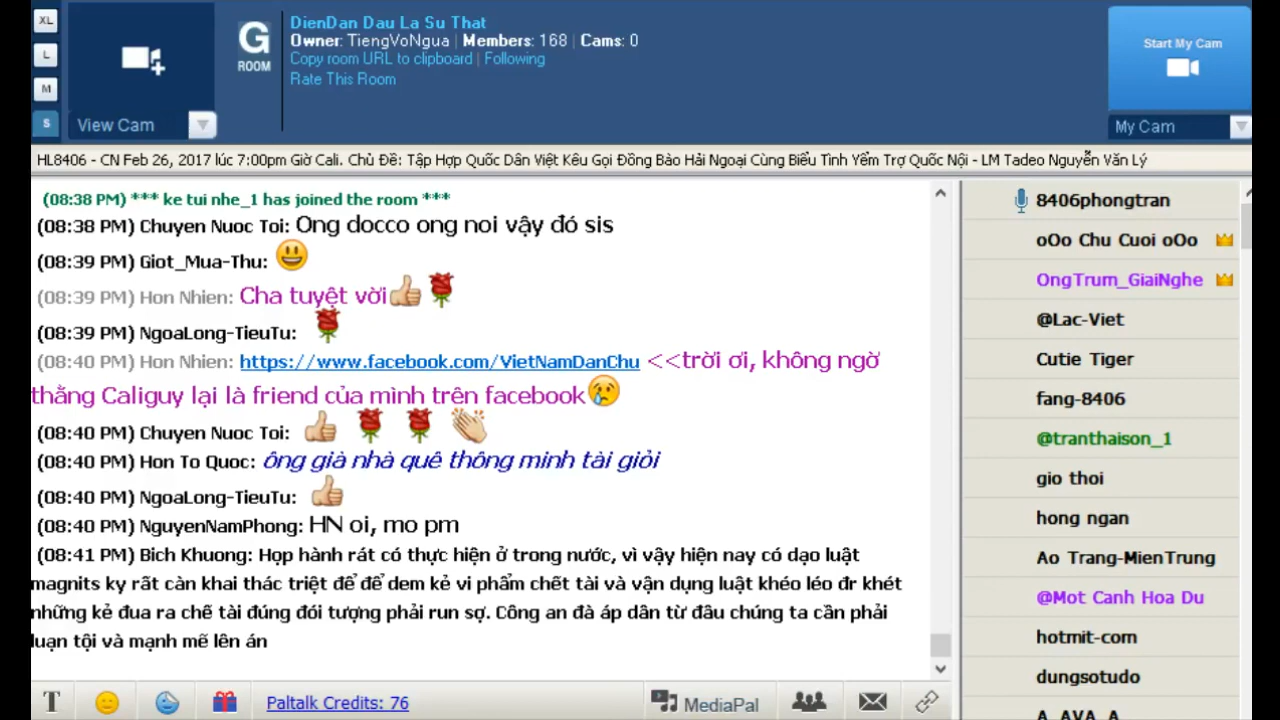 XL
L
M
S
View Cam
G
ROOM
DienDan Dau La Su That
Owner: TiengVoNgua | Members: 168 | Cams: 0
Copy room URL to clipboard | Following
Rate This Room
Start My Cam
My Cam
HL8406 - CN Feb 26, 2017 lúc 7:00pm Giờ Cali. Chủ Đề: Tập Hợp Quốc Dân Việt Kêu Gọi Đồng Bào Hải Ngoại Cùng Biểu Tình Yểm Trợ Quốc Nội - LM Tadeo Nguyễn Văn Lý
(08:38 PM) *** ke tui nhe_1 has joined the room ***
(08:38 PM) Chuyen Nuoc Toi: Ong docco ong noi vậy đó sis
(08:39 PM) Giot_Mua-Thu:
(08:39 PM) Hon Nhien: Cha tuyệt vời
(08:39 PM) NgoaLong-TieuTu:
(08:40 PM) Hon Nhien: https://www.facebook.com/VietNamDanChu <<trời ơi, không ngờ
thằng Caliguy lại là friend của mình trên facebook
(08:40 PM) Chuyen Nuoc Toi:
(08:40 PM) Hon To Quoc: ông già nhà quê thông minh tài giỏi
(08:40 PM) NgoaLong-TieuTu:
(08:40 PM) NguyenNamPhong: HN oi, mo pm
(08:41 PM) Bich Khuong: Họp hành rát có thực hiện ở trong nước, vì vậy hiện nay có dạo luật
magnits ky rất càn khai thác triệt để để dem kẻ vi phẩm chết tài và vận dụng luật khéo léo đr khét
những kẻ đua ra chế tài đúng đói tượng phải run sợ. Công an đà áp dân từ đâu chúng ta cần phải
luạn tội và mạnh mẽ lên án
8406phongtran
oOo Chu Cuoi oOo
OngTrum_GiaiNghe
@Lac-Viet
Cutie Tiger
fang-8406
@tranthaison_1
gio thoi
hong ngan
Ao Trang-MienTrung
@Mot Canh Hoa Du
hotmit-com
dungsotudo
A_AVA_A
T
Paltalk Credits: 76
MediaPal